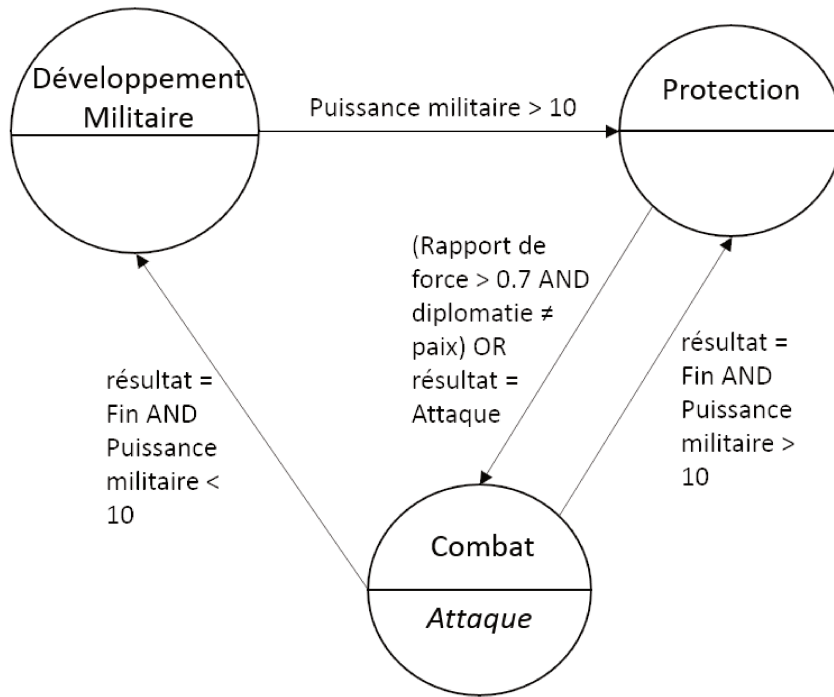 Développement
Militaire
Puissance militaire > 10
Protection
(Rapport de
force > 0.7 AND
diplomatie ≠
paix) OR
résultat =
Attaque
résultat =
Fin AND
Puissance
militaire >
10
résultat =
Fin AND
Puissance
militaire <
10
Combat
Attaque